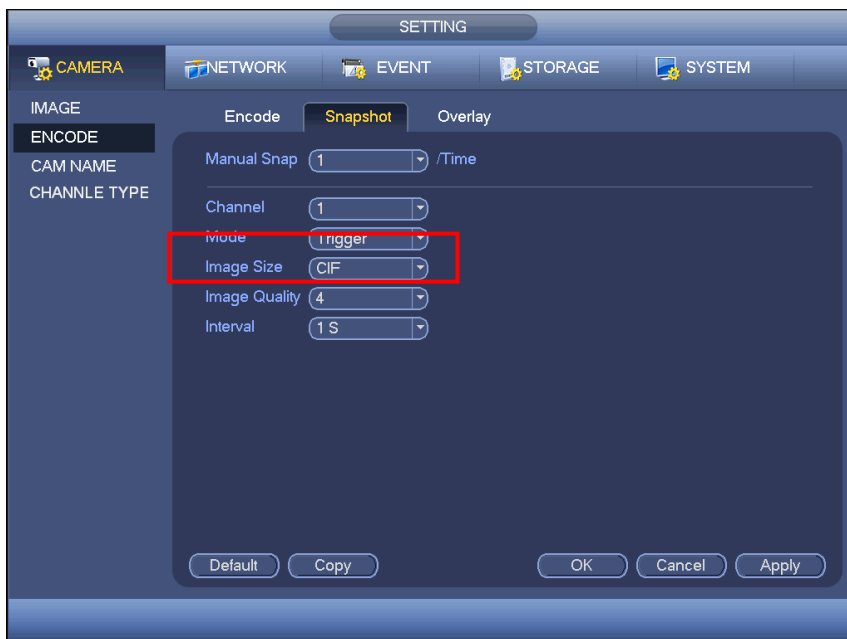 SETTING
CAMERA NETWORK EVENT STORAGE SYSTEM
IMAGE
ENCODE
CAM NAME
CHANNLE TYPE
Encode Snapshot Overlay
Manual Snap 1 /Time
Channel 1
Mode Trigger
Image Size CIF
Image Quality 4
Interval 1 S
Default Copy OK Cancel Apply